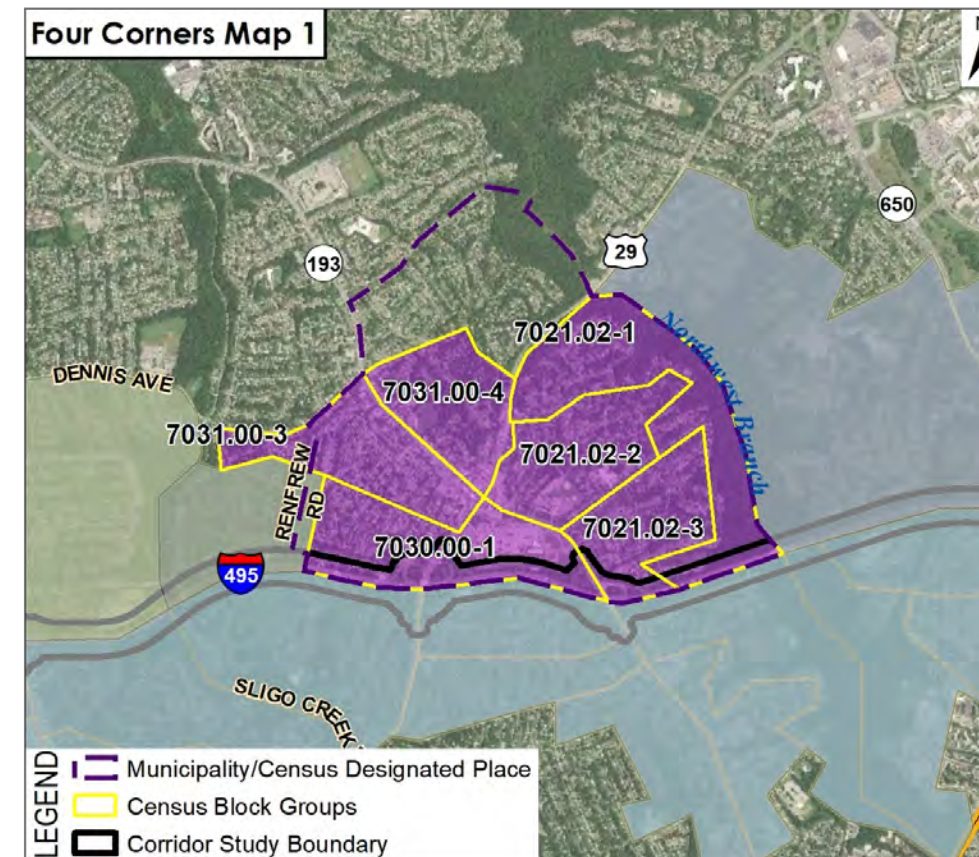 Four Corners Map 1
650
29
193
Northwest Branch
7021.02-1
DENNIS AVE
7031.00-4
7031.00-3
7021.02-2
RENFREW RD
7021.02-3
7030.00-1
495
SLIGO CREEK
LEGEND
Municipality/Census Designated Place
Census Block Groups
Corridor Study Boundary